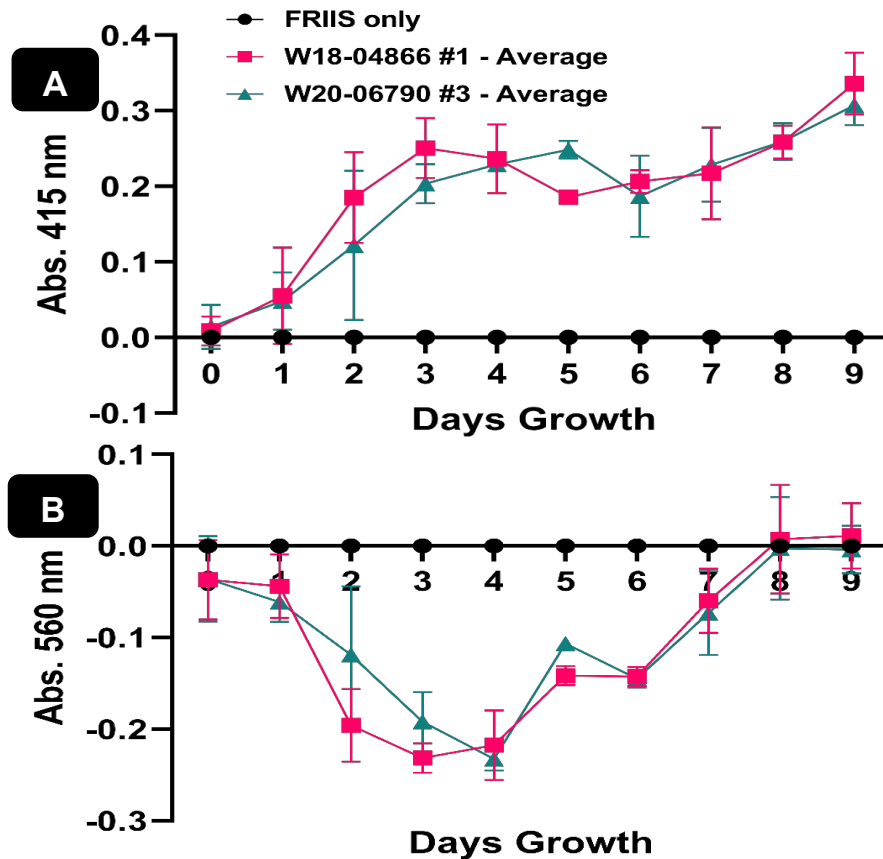 FRIIS only
W18-04866 #1 - Average
W20-06790 #3 - Average
A
Abs. 415 nm
0.4
0.3
0.2
0.1
0.0
-0.1
0 1 2 3 4 5 6 7 8 9
Days Growth
B
Abs. 560 nm
0.1
0.0
-0.1
-0.2
-0.3
2 3 4 5 6 7 8 9
Days Growth